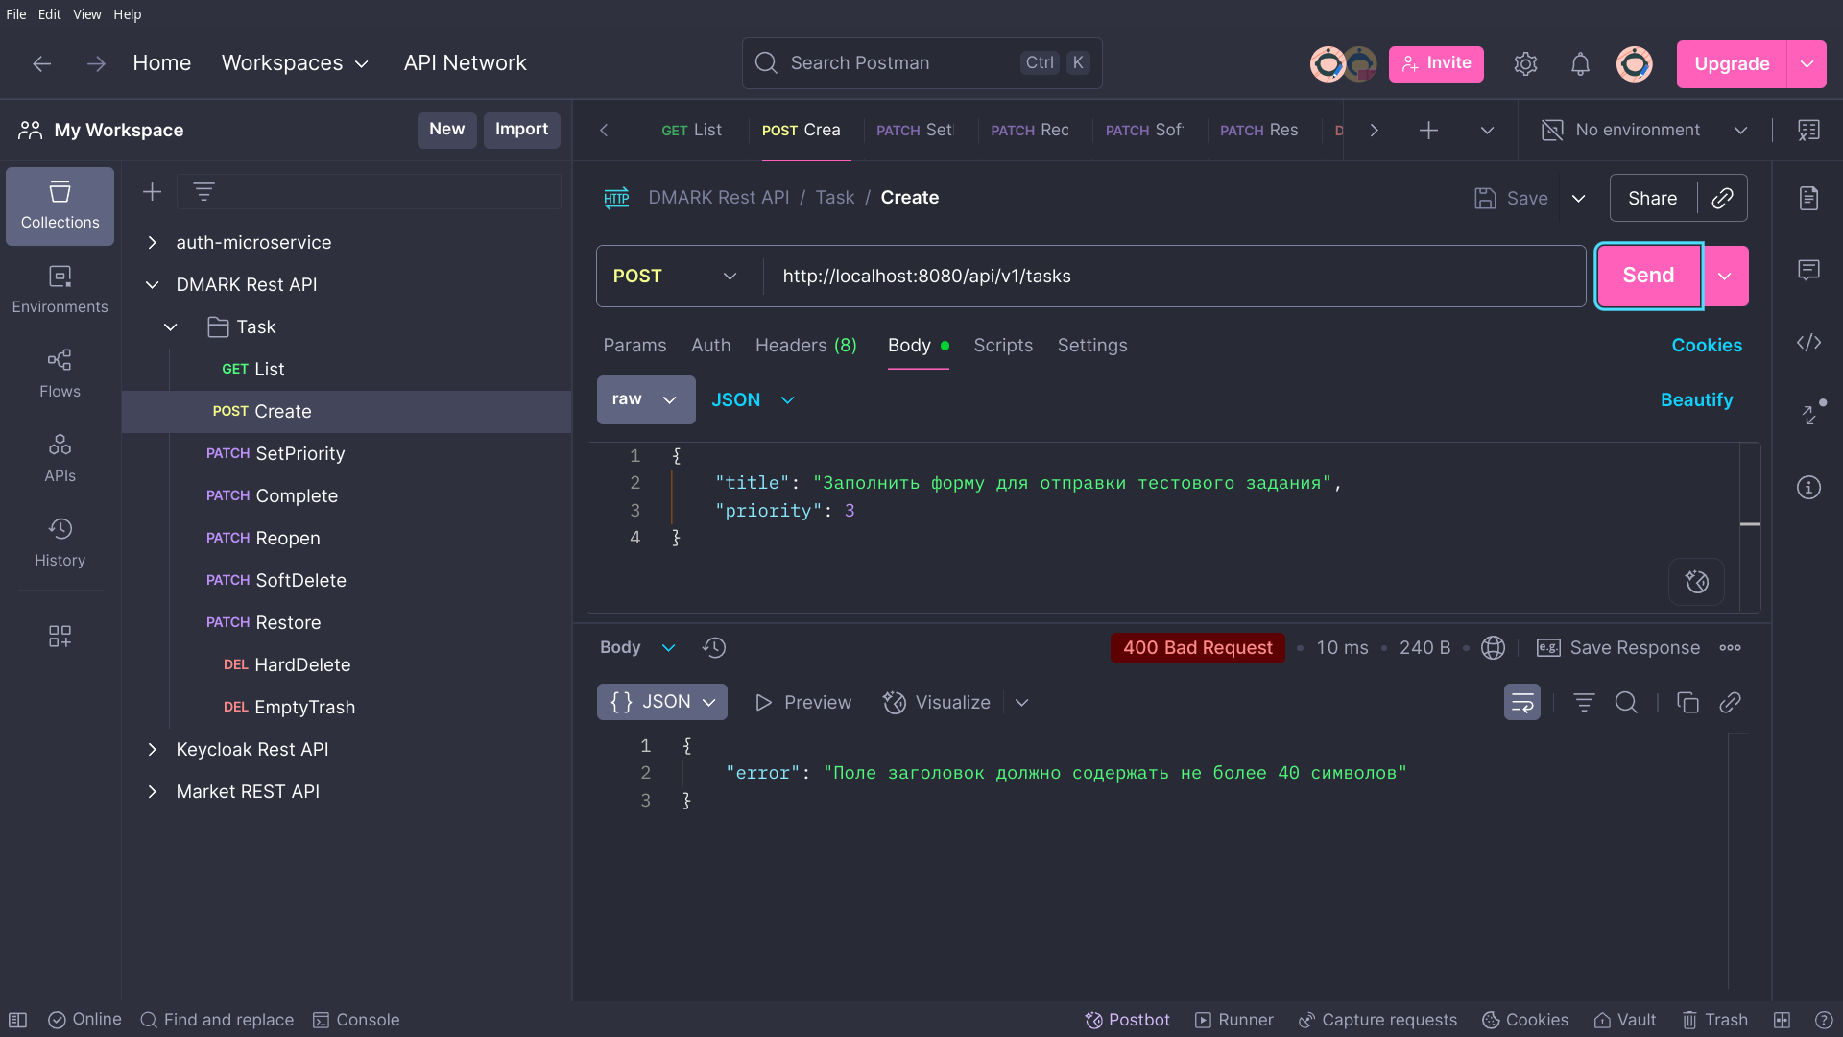 File Edit View Help
Home Workspaces API Network Search Postman Ctrl K Invite Upgrade
My Workspace New Import GET List POST Crea PATCH Set PATCH Rec PATCH Sof PATCH Res D No environment
Collections
Environments
Flows
APIs
History
auth-microservice
DMARK Rest API
Task
GET List
POST Create
PATCH SetPriority
PATCH Complete
PATCH Reopen
PATCH SoftDelete
PATCH Restore
DEL HardDelete
DEL EmptyTrash
Keycloak Rest API
Market REST API
HTTP DMARK Rest API / Task / Create Save Share
POST http://localhost:8080/api/v1/tasks Send
Params Auth Headers (8) Body Scripts Settings Cookies
raw JSON Beautify
1 {
2 "title": "Заполнить форму для отправки тестового задания",
3 "priority": 3
4 }
Body 400 Bad Request • 10 ms • 240 B • e.g. Save Response
{} JSON Preview Visualize
1 {
2 "error": "Поле заголовок должно содержать не более 40 символов"
3 }
Online Find and replace Console Postbot Runner Capture requests Cookies Vault Trash